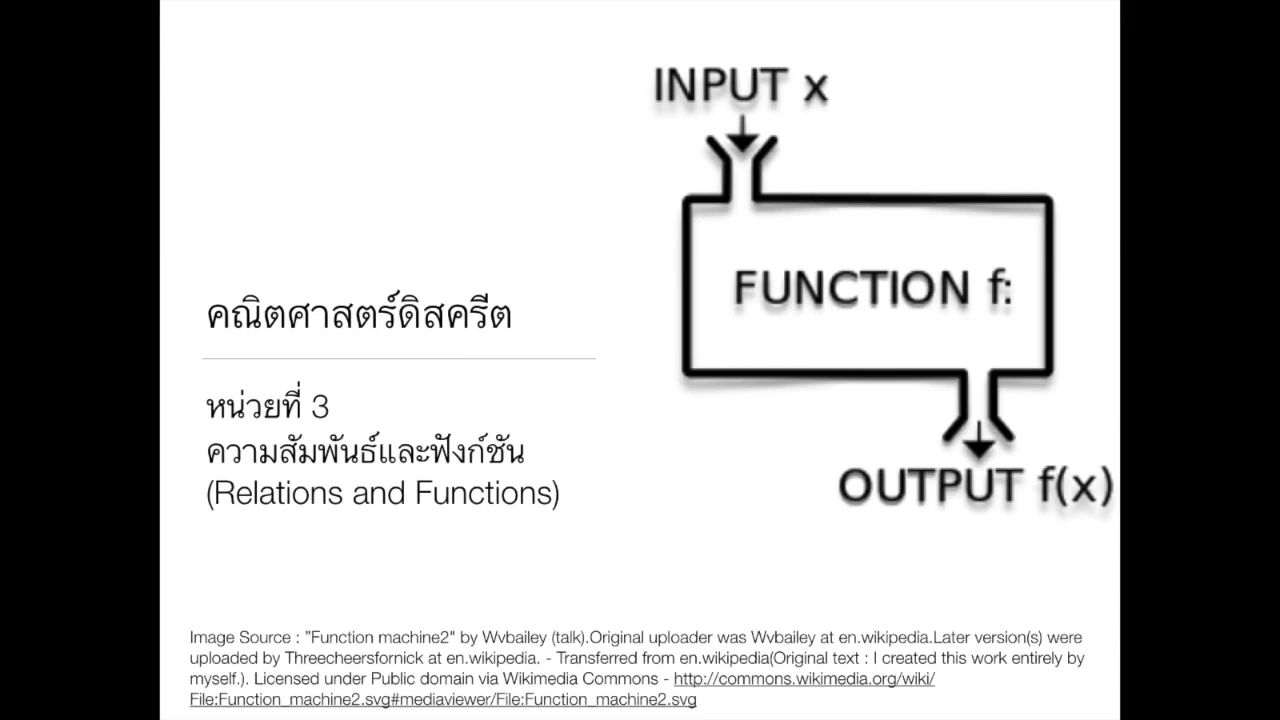 INPUT x
FUNCTION f:
OUTPUT f(x)
คณิตศาสตร์ดิสครีต
หน่วยที่ 3
ความสัมพันธ์และฟังก์ชัน
(Relations and Functions)
Image Source : "Function machine2" by Wvbailey (talk).Original uploader was Wvbailey at en.wikipedia.Later version(s) were
uploaded by Threecheersfornick at en.wikipedia. - Transferred from en.wikipedia(Original text : I created this work entirely by
myself.). Licensed under Public domain via Wikimedia Commons - http://commons.wikimedia.org/wiki/
File:Function_machine2.svg#mediaviewer/File:Function_machine2.svg